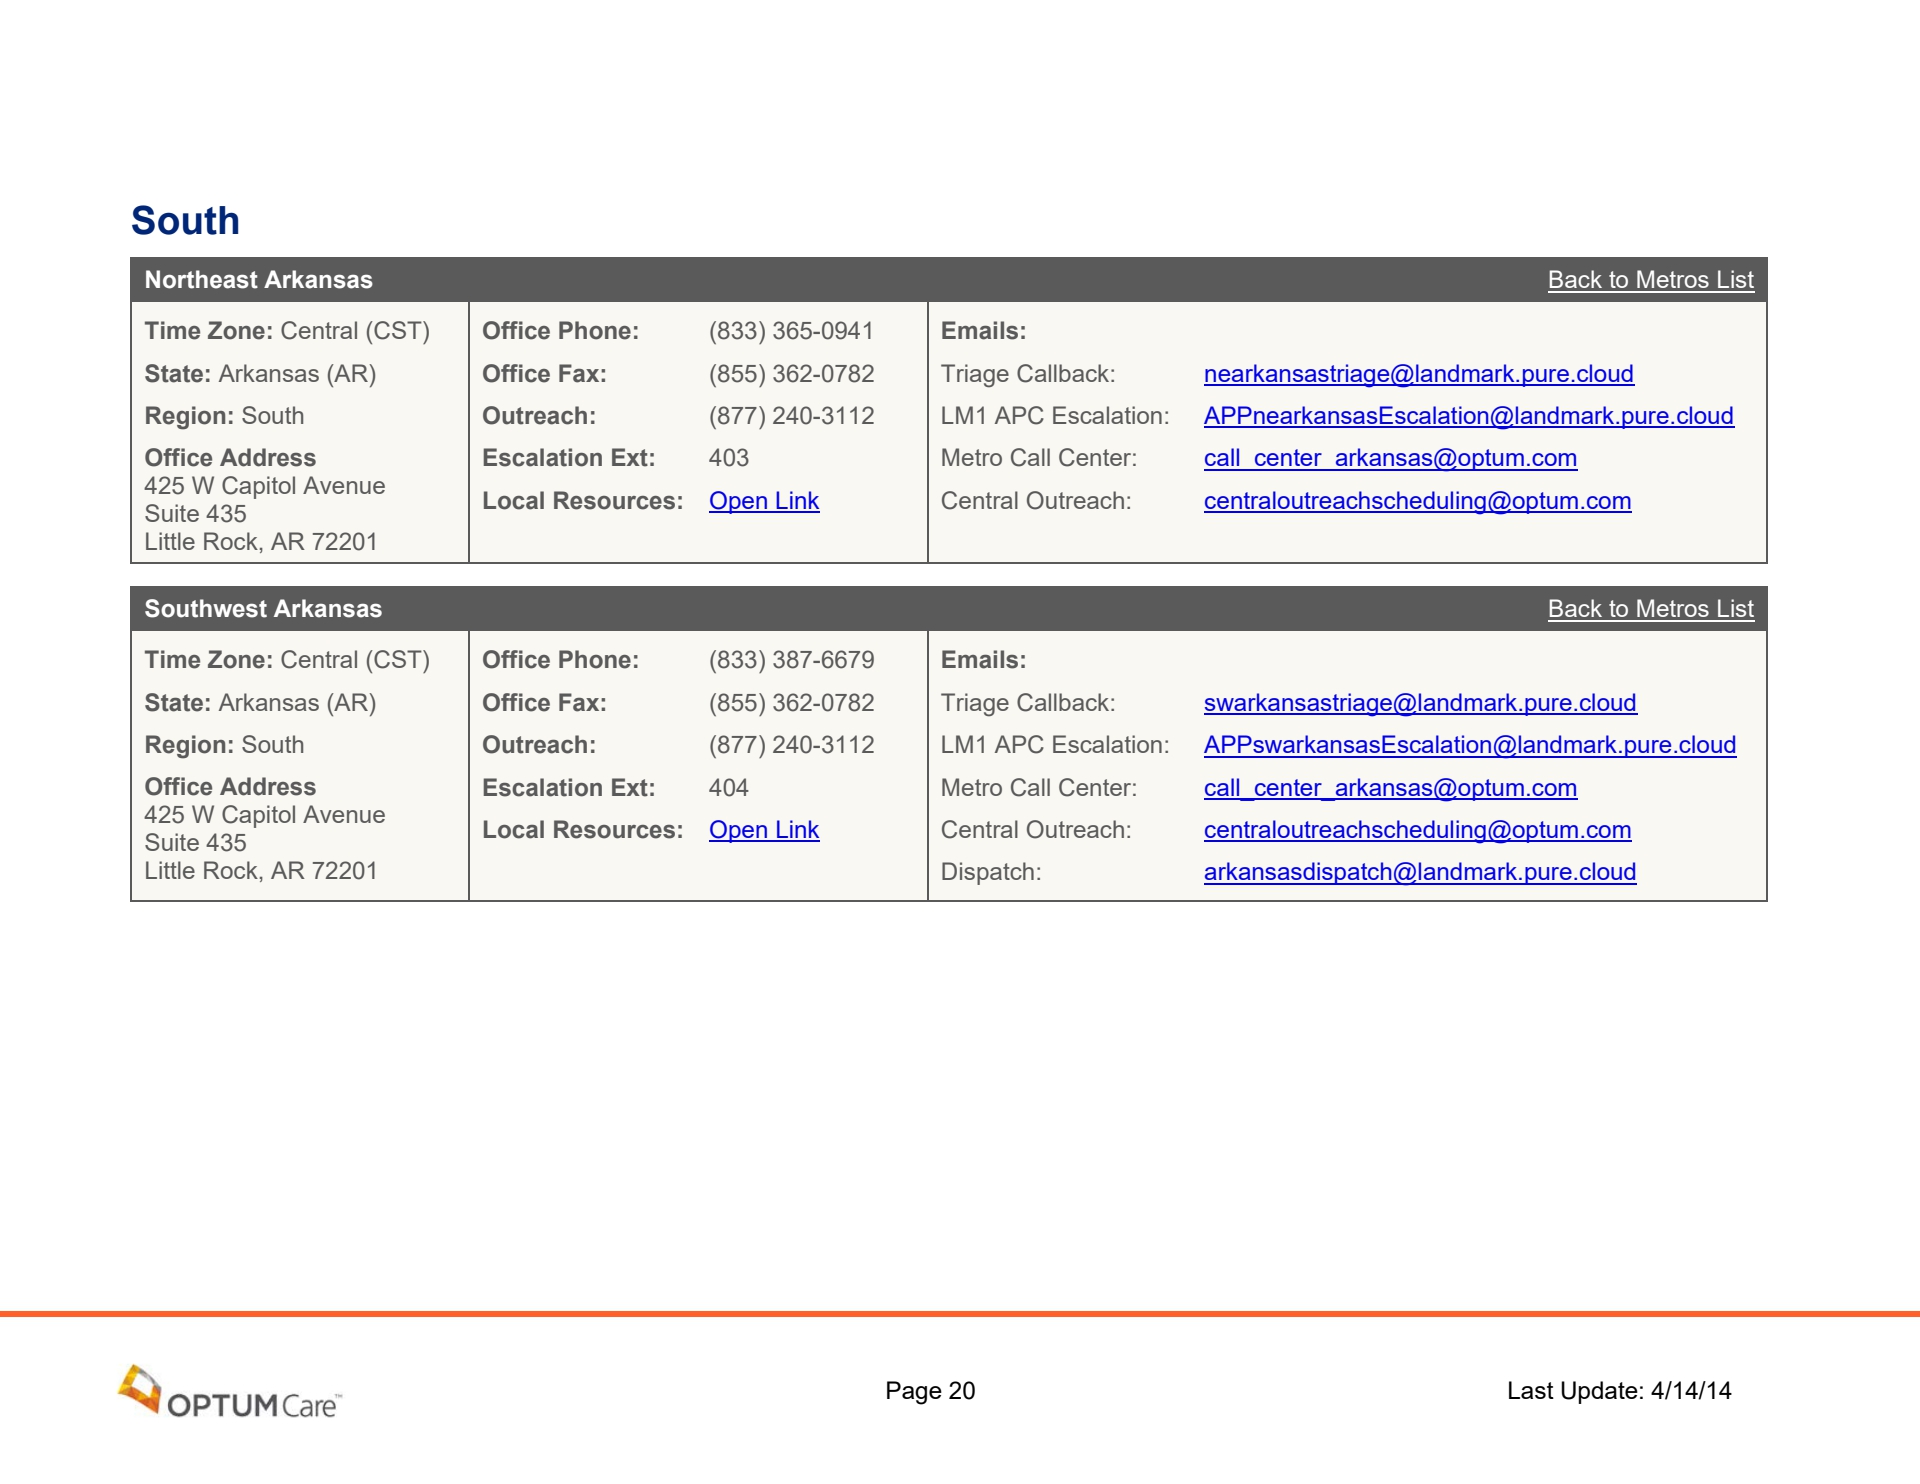 South
Northeast Arkansas Back to Metros List
Time Zone: Central (CST)
State: Arkansas (AR)
Region: South
Office Address
425 W Capitol Avenue
Suite 435
Little Rock, AR 72201
Office Phone: (833) 365-0941
Office Fax: (855) 362-0782
Outreach: (877) 240-3112
Escalation Ext: 403
Local Resources: Open Link
Emails:
Triage Callback: nearkansastriage@landmark.pure.cloud
LM1 APC Escalation: APPnearkansasEscalation@landmark.pure.cloud
Metro Call Center: call_center_arkansas@optum.com
Central Outreach: centraloutreachscheduling@optum.com
Southwest Arkansas Back to Metros List
Time Zone: Central (CST)
State: Arkansas (AR)
Region: South
Office Address
425 W Capitol Avenue
Suite 435
Little Rock, AR 72201
Office Phone: (833) 387-6679
Office Fax: (855) 362-0782
Outreach: (877) 240-3112
Escalation Ext: 404
Local Resources: Open Link
Emails:
Triage Callback: swarkansastriage@landmark.pure.cloud
LM1 APC Escalation: APPswarkansasEscalation@landmark.pure.cloud
Metro Call Center: call_center_arkansas@optum.com
Central Outreach: centraloutreachscheduling@optum.com
Dispatch: arkansasdispatch@landmark.pure.cloud
OPTUM Care™ Page 20 Last Update: 4/14/14